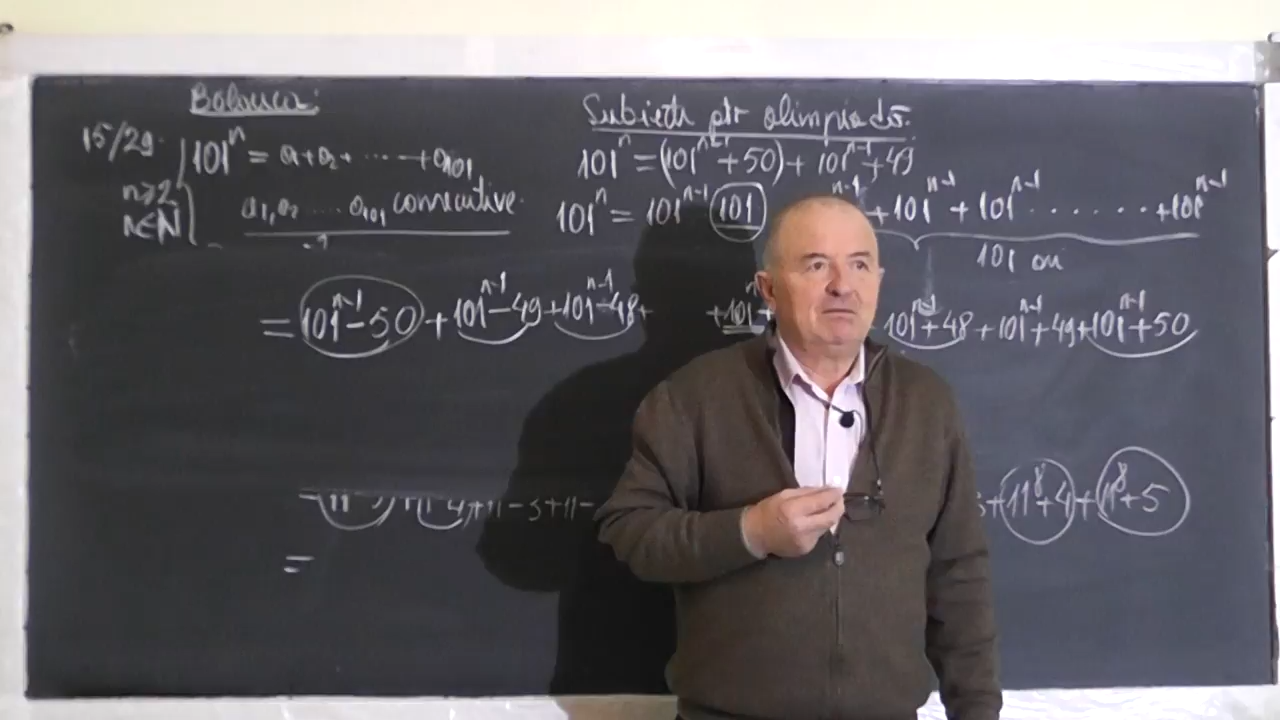 Subiecte ptr olimpiadă.
15/29. 101ⁿ = a₁+a₂+ ...... +a₁₀₁
101ⁿ = (101ⁿ⁻¹+50)+101ⁿ⁻¹+49
n≥2
n∈N
a₁,a₂ .... a₁₀₁ consecutive.
101ⁿ = 101ⁿ⁻¹ 101
+101ⁿ⁻¹+101ⁿ⁻¹ ....... +101ⁿ⁻¹
101 ori
= 101ⁿ⁻¹-50+101ⁿ⁻¹-49+101ⁿ⁻¹-48+ +101 + 101ⁿ⁻¹+48+101ⁿ⁻¹+49+101ⁿ⁻¹+50
+11⁸+4+11⁸+5
=